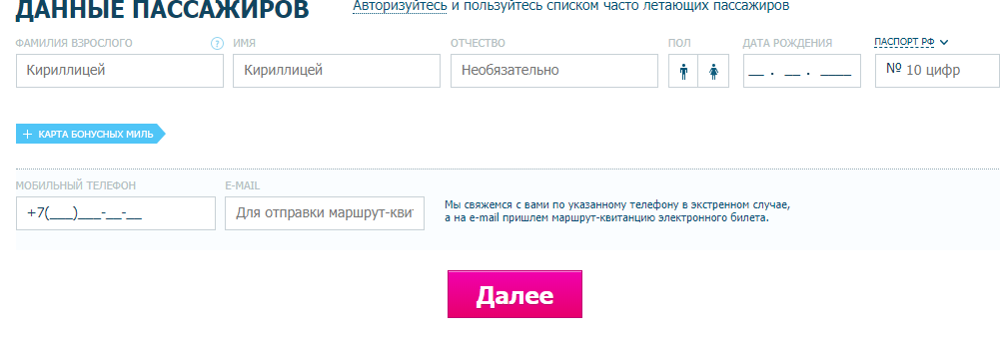 ДАННЫЕ ПАССАЖИРОВ Авторизуйтесь и пользуйтесь списком часто летающих пассажиров
ФАМИЛИЯ ВЗРОСЛОГО ? ИМЯ ОТЧЕСТВО ПОЛ ДАТА РОЖДЕНИЯ ПАСПОРТ РФ
Кириллицей Кириллицей Необязательно __ . __ . ____ № 10 цифр
+ КАРТА БОНУСНЫХ МИЛЬ
МОБИЛЬНЫЙ ТЕЛЕФОН E-MAIL
+7(___)___-__-__ Для отправки маршрут-кви
Мы свяжемся с вами по указанному телефону в экстренном случае,
а на e-mail пришлем маршрут-квитанцию электронного билета.
Далее